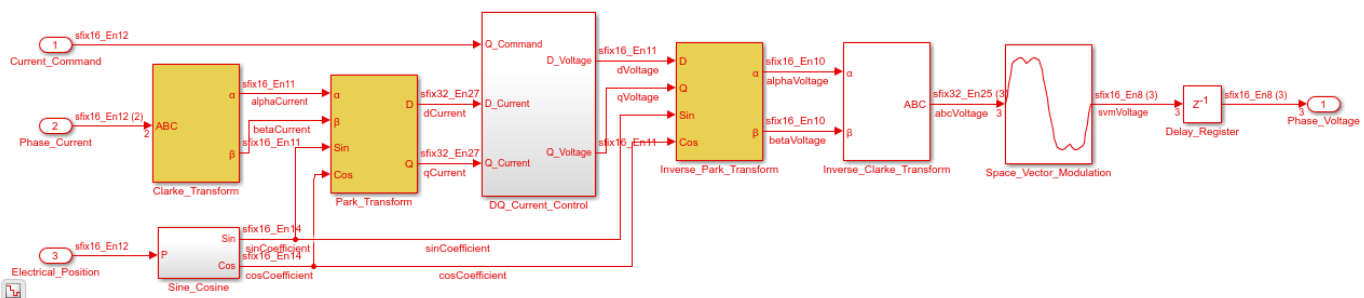 1
sfix16_En12
Current_Command
2
sfix16_En12 (2)
2
Phase_Current
3
sfix16_En12
Electrical_Position
ABC
α
β
Clarke_Transform
sfix16_En11
alphaCurrent
betaCurrent
sfix16_En11
P
Sin
Cos
Sine_Cosine
sfix16_En14
sinCoefficient
sfix16_En14
cosCoefficient
α
β
Sin
Cos
D
Q
Park_Transform
sfix32_En27
dCurrent
sfix32_En27
qCurrent
sinCoefficient
cosCoefficient
Q_Command
D_Current
Q_Current
D_Voltage
Q_Voltage
DQ_Current_Control
sfix16_En11
dVoltage
qVoltage
sfix16_En11
D
Q
Sin
Cos
α
β
Inverse_Park_Transform
sfix16_En10
alphaVoltage
sfix16_En10
betaVoltage
α
β
ABC
Inverse_Clarke_Transform
sfix32_En25 (3)
abcVoltage
3
Space_Vector_Modulation
sfix16_En8 (3)
svmVoltage
3
Z-1
Delay_Register
sfix16_En8 (3)
3
1
Phase_Voltage